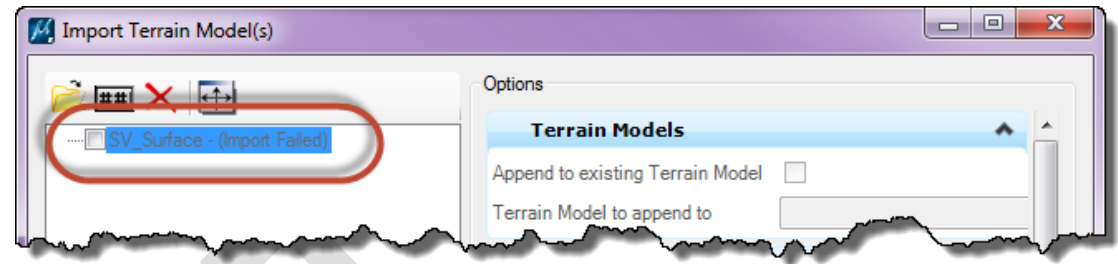 Import Terrain Model(s)
Options
##
SV_Surface - (Import Failed)
Terrain Models
Append to existing Terrain Model
Terrain Model to append to